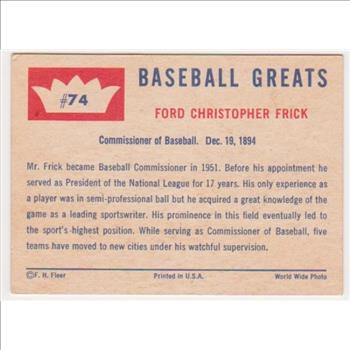 #74
BASEBALL GREATS
FORD CHRISTOPHER FRICK
Commissioner of Baseball. Dec. 19, 1894
Mr. Frick became Baseball Commissioner in 1951. Before his appointment he
served as President of the National League for 17 years. His only experience as
a player was in semi-professional ball but he acquired a great knowledge of the
game as a leading sportswriter. His prominence in this field eventually led to
the sport's-highest position. While serving as Commissioner of Baseball, five
teams have moved to new cities under his watchful supervision.
©F. H. Fleer
Printed in U.S.A.
World Wide Photo